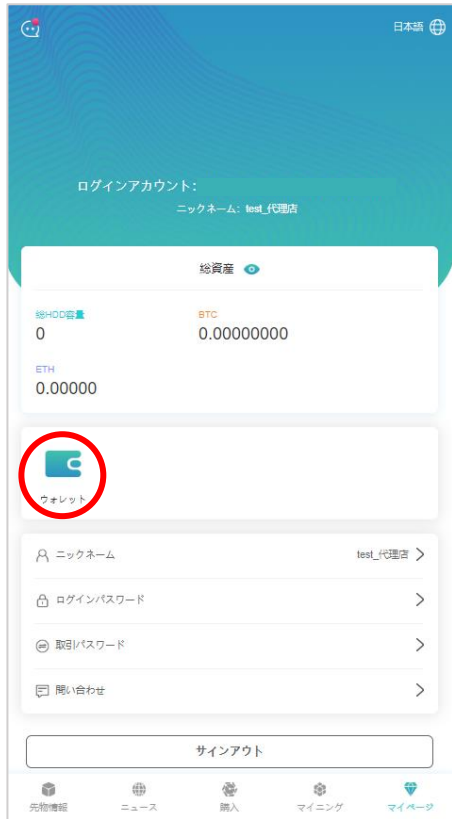 日本語
ログインアカウント:
ニックネーム: test_代理店
総資産
総HDD容量
BTC
0
0.00000000
ETH
0.00000
ウォレット
ニックネーム
test_代理店
ログインパスワード
取引パスワード
問い合わせ
サインアウト
先物情報
ニュース
購入
マイニング
マイページ